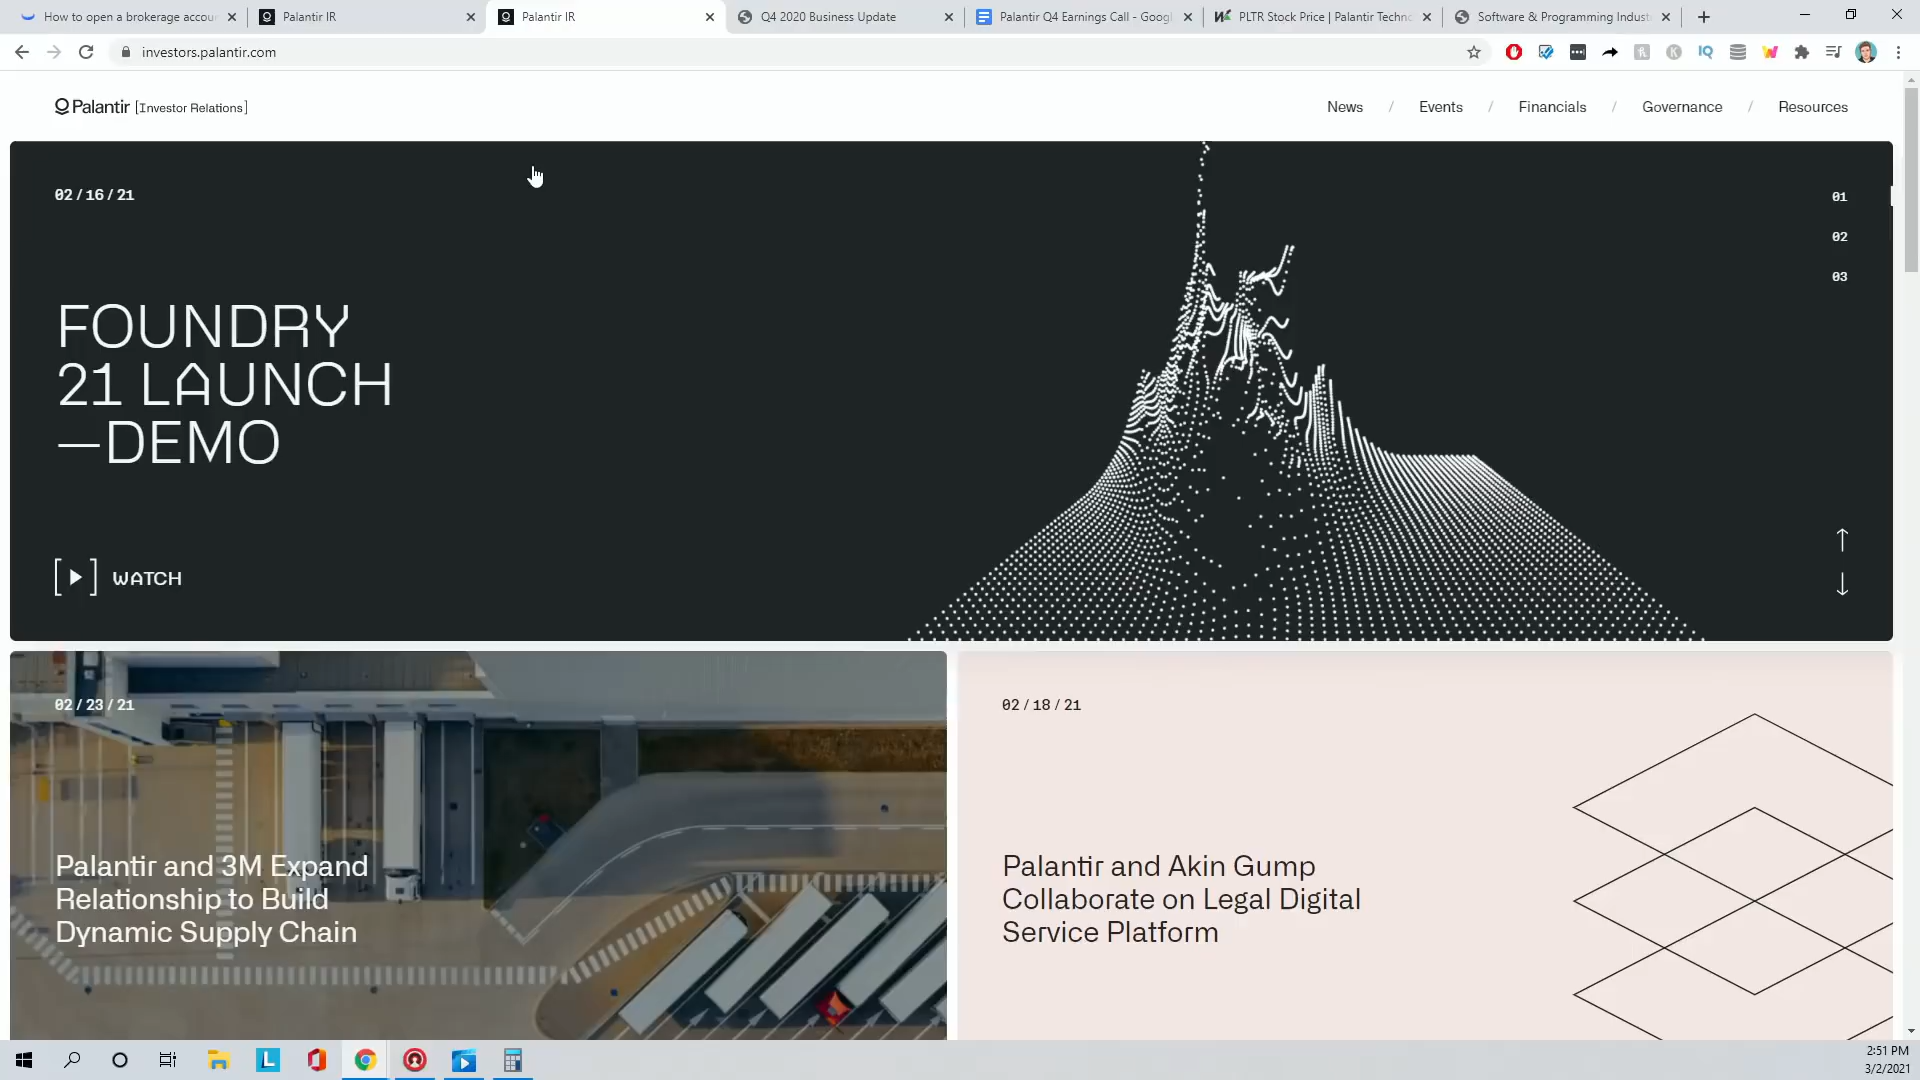 How to open a brokerage accou
Palantir IR
Palantir IR
Q4 2020 Business Update
Palantir Q4 Earnings Call - Googl
PLTR Stock Price | Palantir Techno
Software & Programming Indust
investors.palantir.com
Palantir [Investor Relations]
News / Events / Financials / Governance / Resources
02 / 16 / 21
01
02
03
FOUNDRY
21 LAUNCH
—DEMO
WATCH
02 / 23 / 21
Palantir and 3M Expand
Relationship to Build
Dynamic Supply Chain
02 / 18 / 21
Palantir and Akin Gump
Collaborate on Legal Digital
Service Platform
2:51 PM
3/2/2021